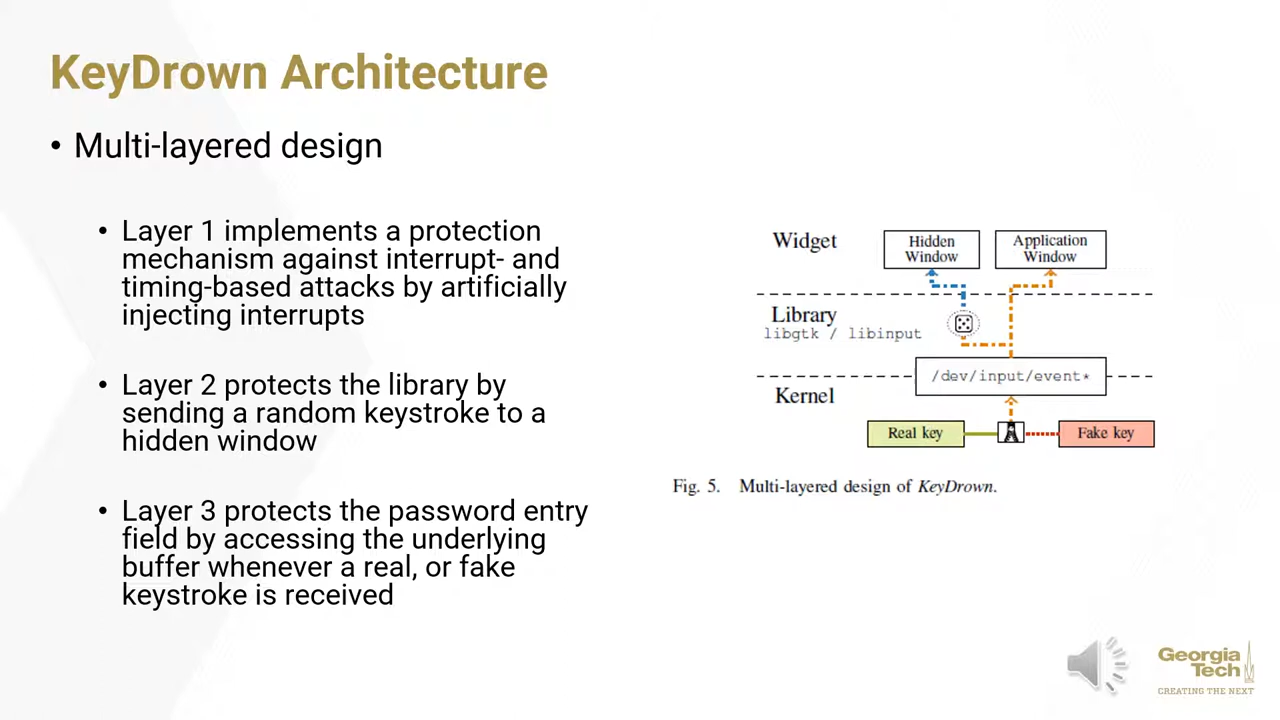 KeyDrown Architecture
• Multi-layered design
• Layer 1 implements a protection
mechanism against interrupt- and
timing-based attacks by artificially
injecting interrupts
• Layer 2 protects the library by
sending a random keystroke to a
hidden window
• Layer 3 protects the password entry
field by accessing the underlying
buffer whenever a real, or fake
keystroke is received
Widget
Hidden
Window
Application
Window
Library
libgtk / libinput
/dev/input/event*
Kernel
Real key
Fake key
Fig. 5. Multi-layered design of KeyDrown.
Georgia
Tech
CREATING THE NEXT